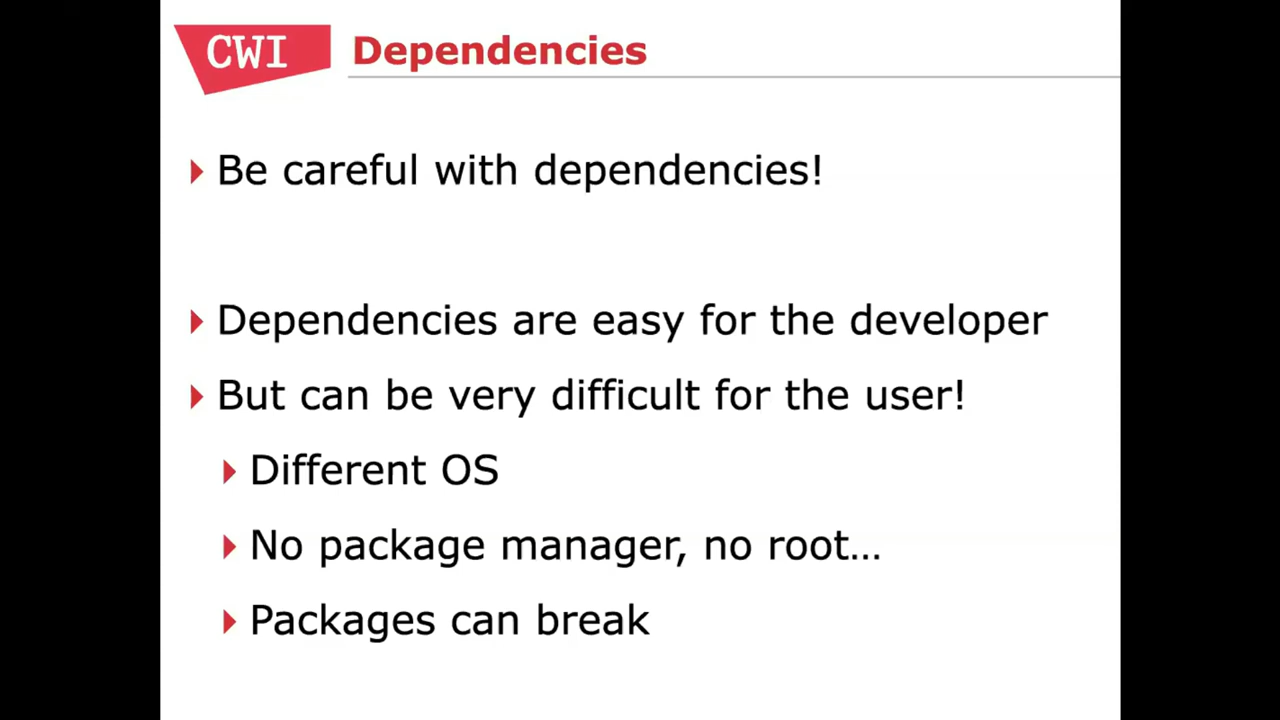 CWI
Dependencies
Be careful with dependencies!
Dependencies are easy for the developer
But can be very difficult for the user!
Different OS
No package manager, no root…
Packages can break